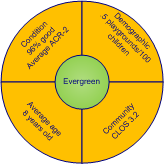 Condition
96% good
Average ACR-2
Demographic
5 playgrounds/100
children
Evergreen
Average age
8 years old
Community
CLOS 3.2